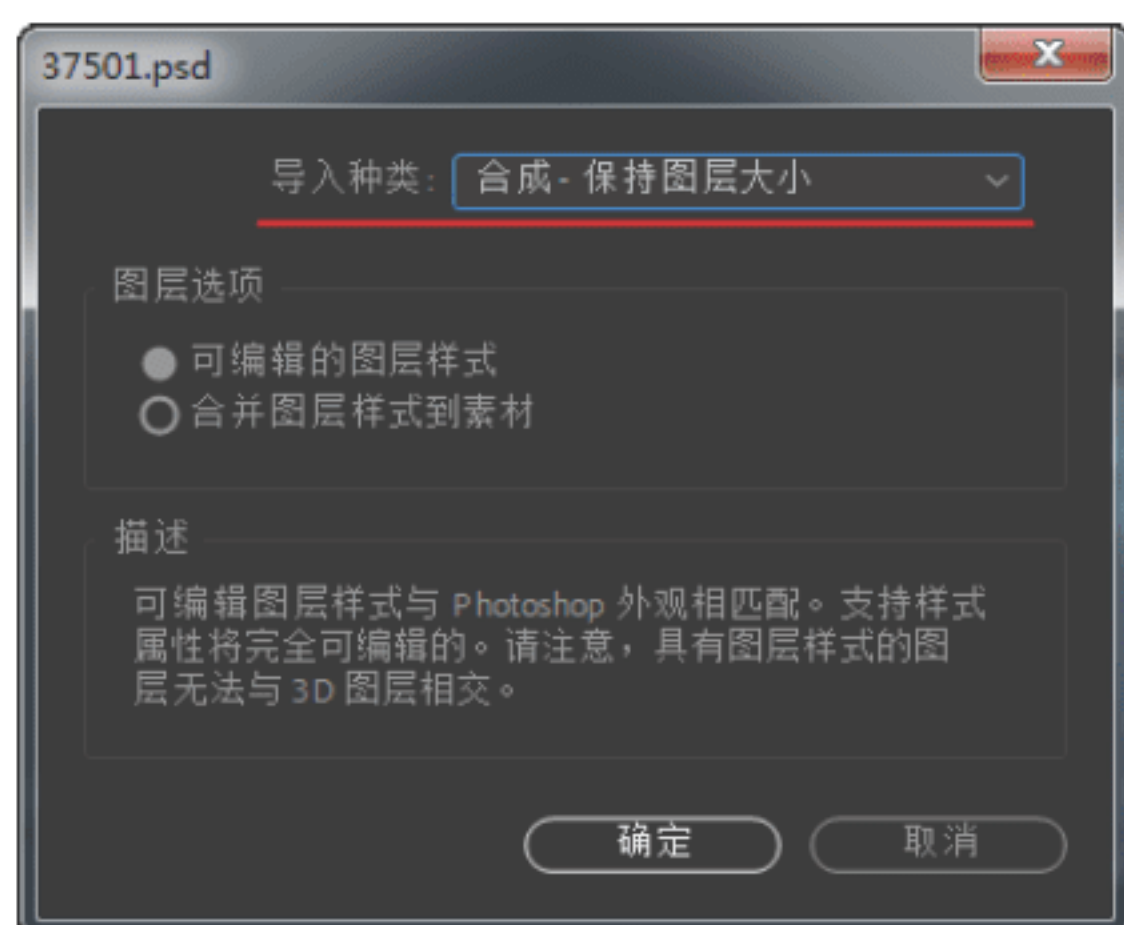 37501.psd
导入种类: 合成 - 保持图层大小
图层选项
可编辑的图层样式
合并图层样式到素材
描述
可编辑图层样式与 Photoshop 外观相匹配。支持样式
属性将完全可编辑的。请注意，具有图层样式的图
层无法与 3D 图层相交。
确定 取消